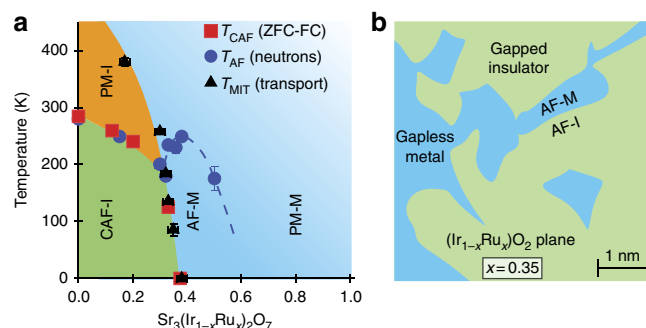 a
T_CAF (ZFC-FC)
T_AF (neutrons)
T_MIT (transport)
PM-I
CAF-I
AF-M
PM-M
Temperature (K)
400
300
200
100
0
0
0.2
0.4
0.6
0.8
1.0
Sr₃(Ir₁₋ₓRuₓ)₂O₇
b
Gapped
insulator
AF-M
AF-I
Gapless
metal
(Ir₁₋ₓRuₓ)O₂ plane
x = 0.35
1 nm